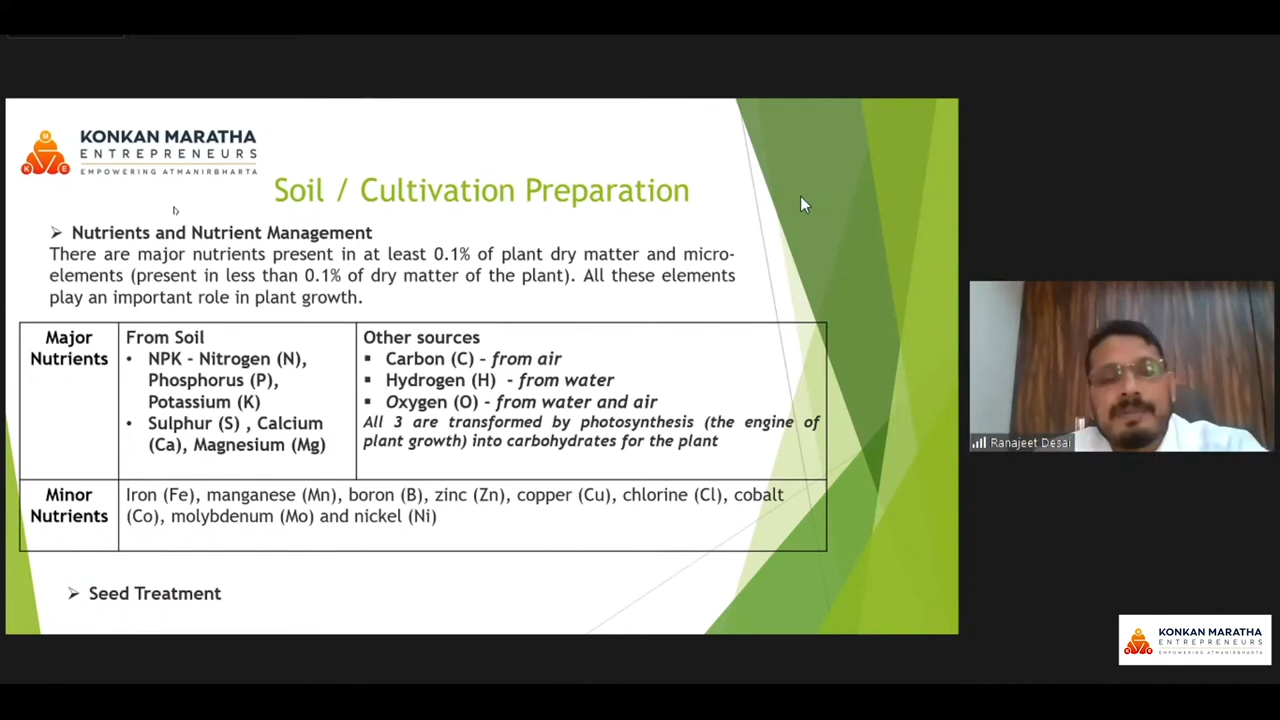 KONKAN MARATHA
ENTREPRENEURS
EMPOWERING ATMANIRBHARTA
M
K
E
Soil / Cultivation Preparation
Nutrients and Nutrient Management
There are major nutrients present in at least 0.1% of plant dry matter and micro-
elements (present in less than 0.1% of dry matter of the plant). All these elements
play an important role in plant growth.
Major
Nutrients
From Soil
• NPK - Nitrogen (N),
Phosphorus (P),
Potassium (K)
• Sulphur (S) , Calcium
(Ca), Magnesium (Mg)
Other sources
▪ Carbon (C) – from air
▪ Hydrogen (H) - from water
▪ Oxygen (O) – from water and air
All 3 are transformed by photosynthesis (the engine of
plant growth) into carbohydrates for the plant
Minor
Nutrients
Iron (Fe), manganese (Mn), boron (B), zinc (Zn), copper (Cu), chlorine (Cl), cobalt
(Co), molybdenum (Mo) and nickel (Ni)
Seed Treatment
Ranajeet Desai
KONKAN MARATHA
ENTREPRENEURS
EMPOWERING ATMANIRBHARTA